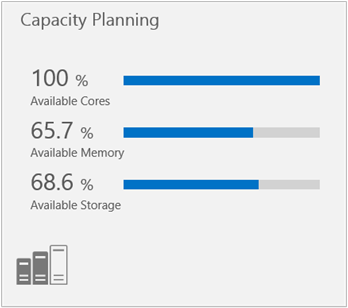 Capacity Planning
100 %
Available Cores
65.7 %
Available Memory
68.6 %
Available Storage